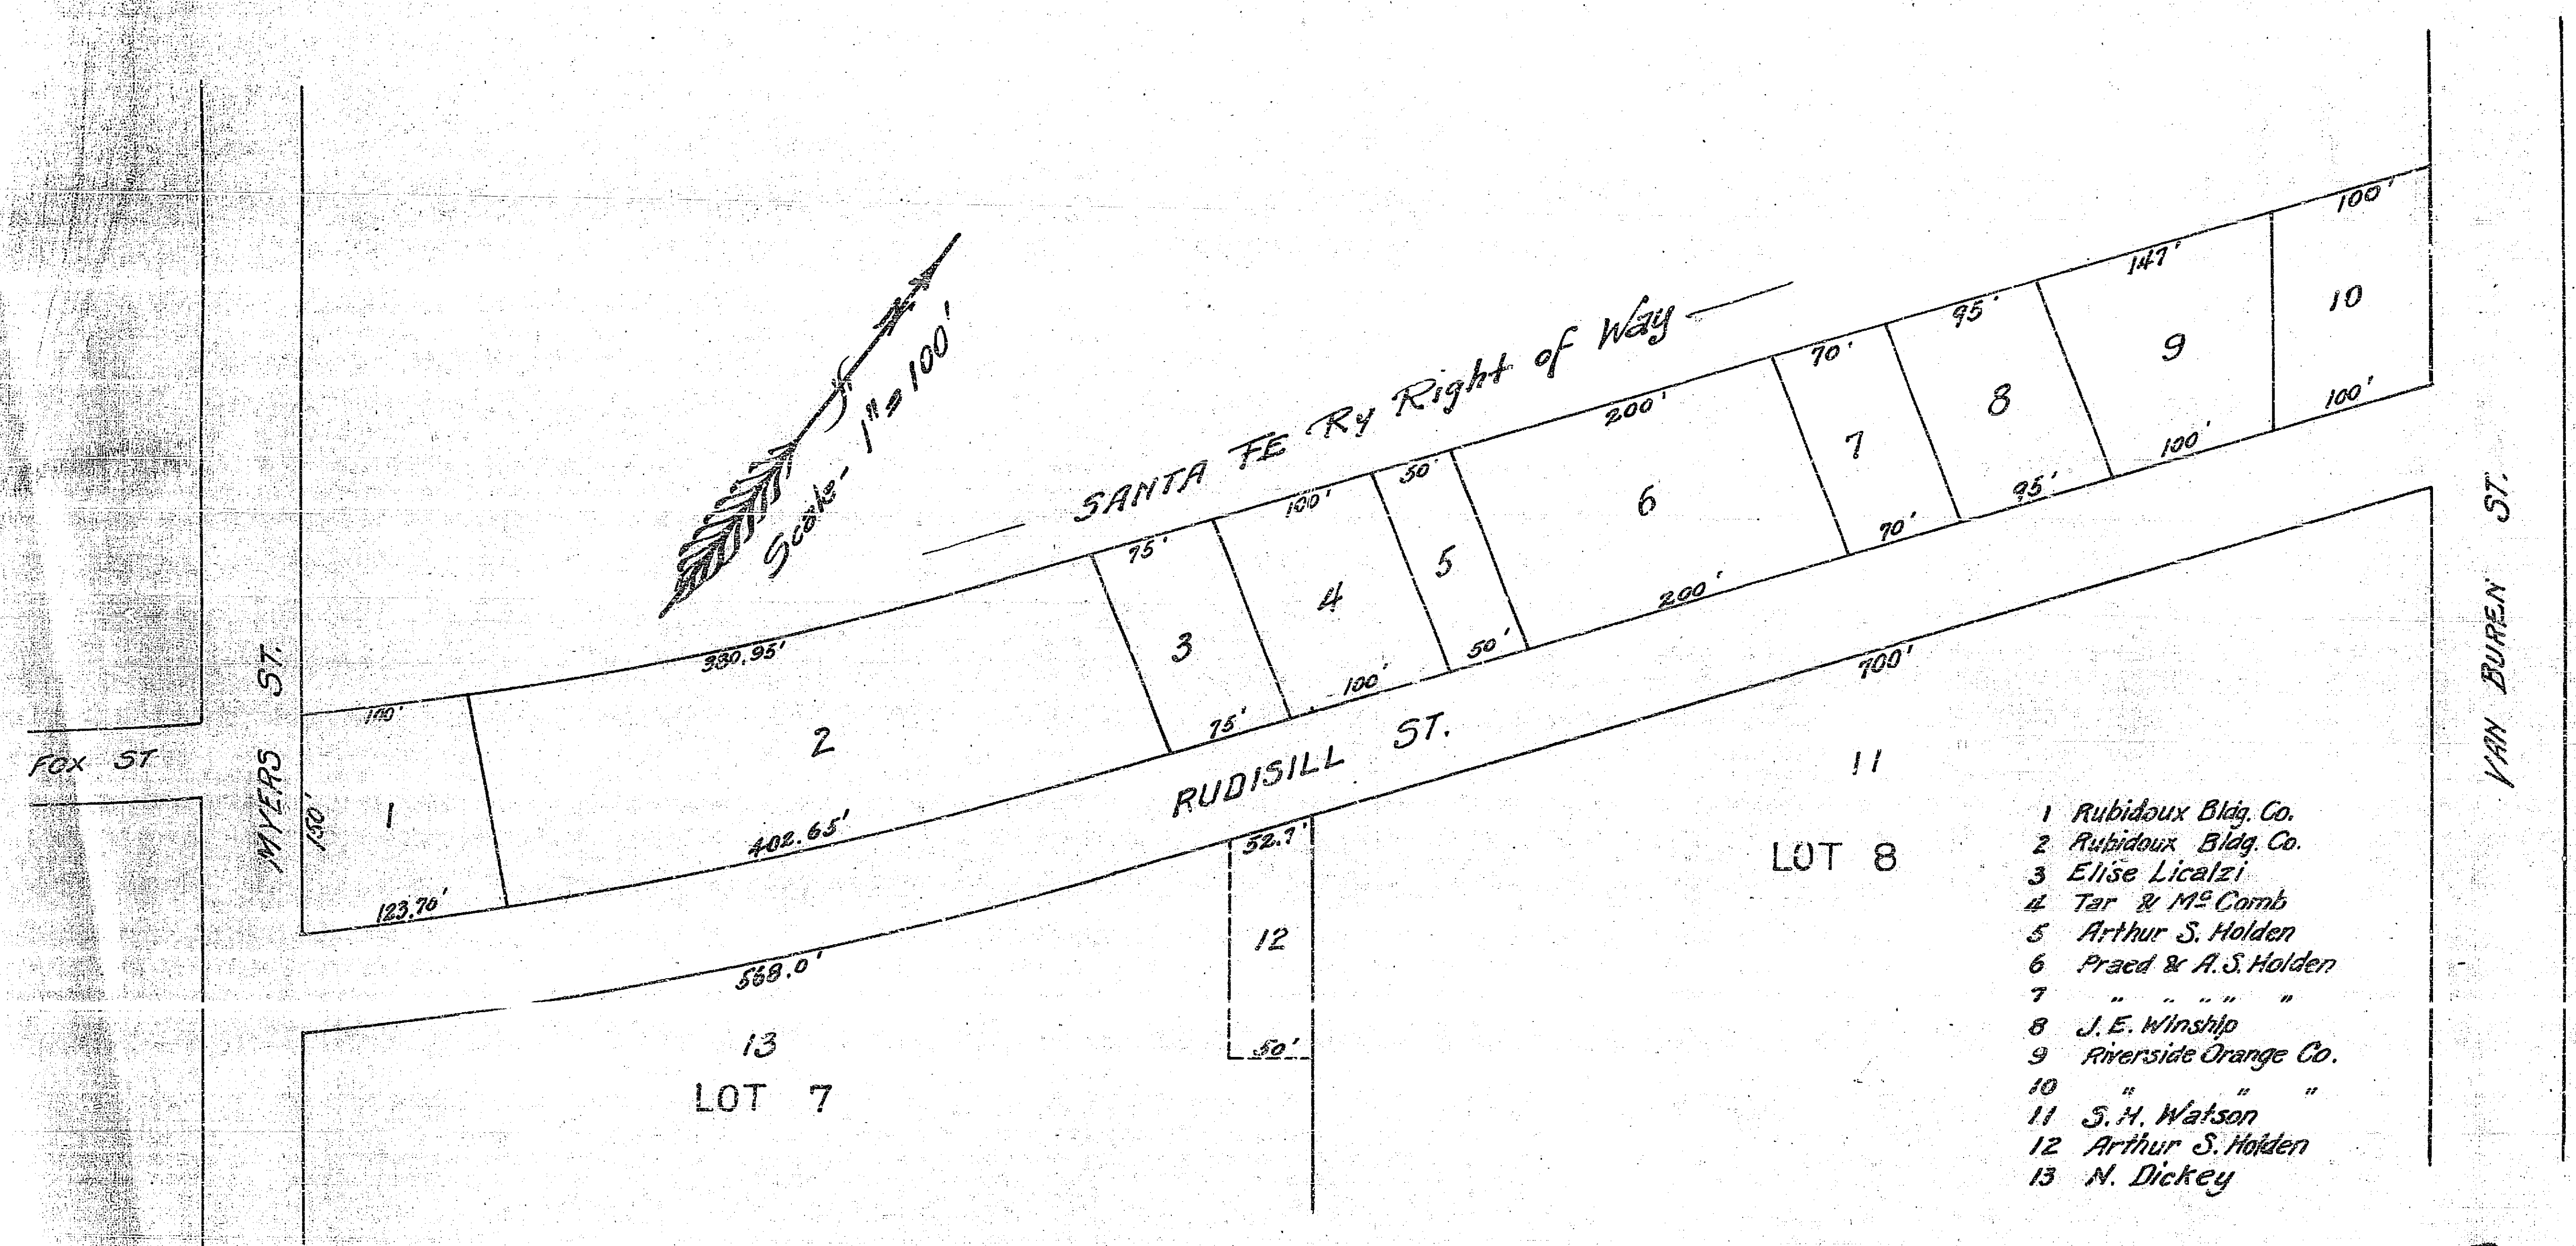 100'
147'
10
95'
100'
9
70'
8
100'
SANTA FE Ry Right of Way
200'
7
100'
50'
6
95'
Scale- 1"=100'
N
100'
5
70'
75'
4
200'
3
50'
380.95'
100'
75'
700'
100'
2
RUDISILL ST.
11
FOX ST
MYERS ST.
150'
1
402.65'
52.7'
LOT 8
VAN BUREN ST.
123.70'
12
568.0'
50'
13
LOT 7
1 Rubidoux Bldg. Co.
2 Rubidoux Bldg. Co.
3 Elise Licalzi
4 Tar & Mc Comb
5 Arthur S. Holden
6 Praed & A. S. Holden
7 " " " " "
8 J. E. Winship
9 Riverside Orange Co.
10 " " "
11 S. H. Watson
12 Arthur S. Holden
13 N. Dickey